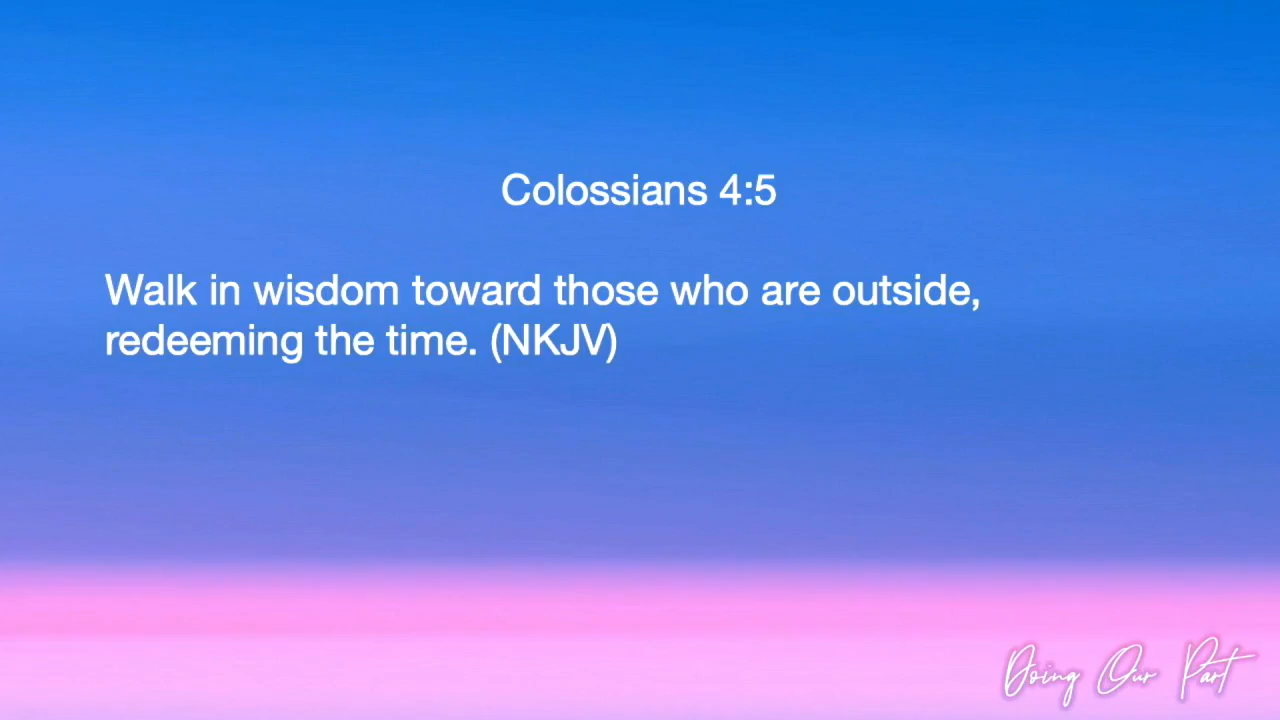 Colossians 4:5
Walk in wisdom toward those who are outside,
redeeming the time. (NKJV)
Doing Our Part